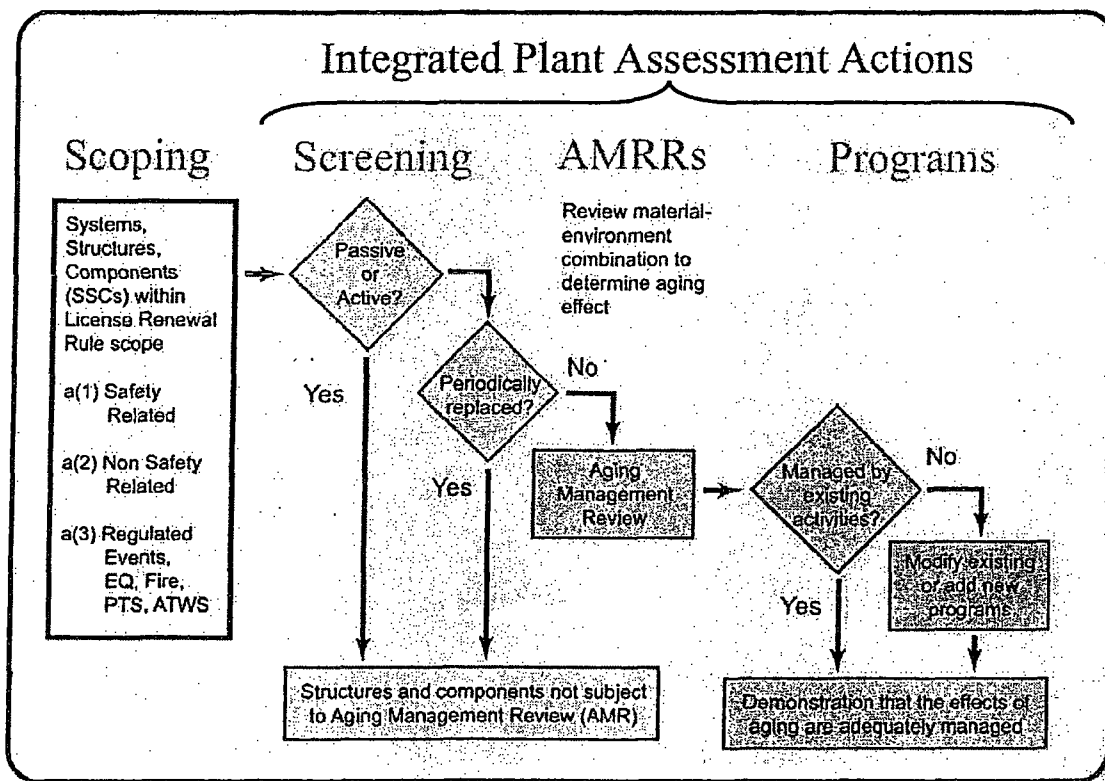 Integrated Plant Assessment Actions
Scoping
Screening
AMRRs
Programs
Systems,
Structures,
Components
(SSCs) within
License Renewal
Rule scope
a(1) Safety
Related
a(2) Non Safety
Related
a(3) Regulated
Events,
EQ, Fire,
PTS, ATWS
Passive
or
Active?
Yes
Periodically
replaced?
Yes
No
Review material-
environment
combination to
determine aging
effect
Aging
Management
Review
Managed by
existing
activities?
No
Yes
Modify existing
or add new
programs
Structures and components not subject
to Aging Management Review (AMR)
Demonstration that the effects of
aging are adequately managed